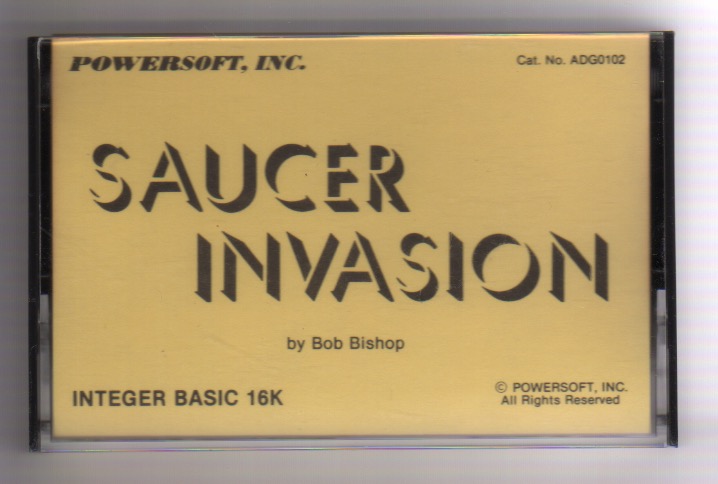 POWERSOFT, INC.
Cat. No. ADG0102
SAUCER
INVASION
by Bob Bishop
INTEGER BASIC 16K
© POWERSOFT, INC.
All Rights Reserved